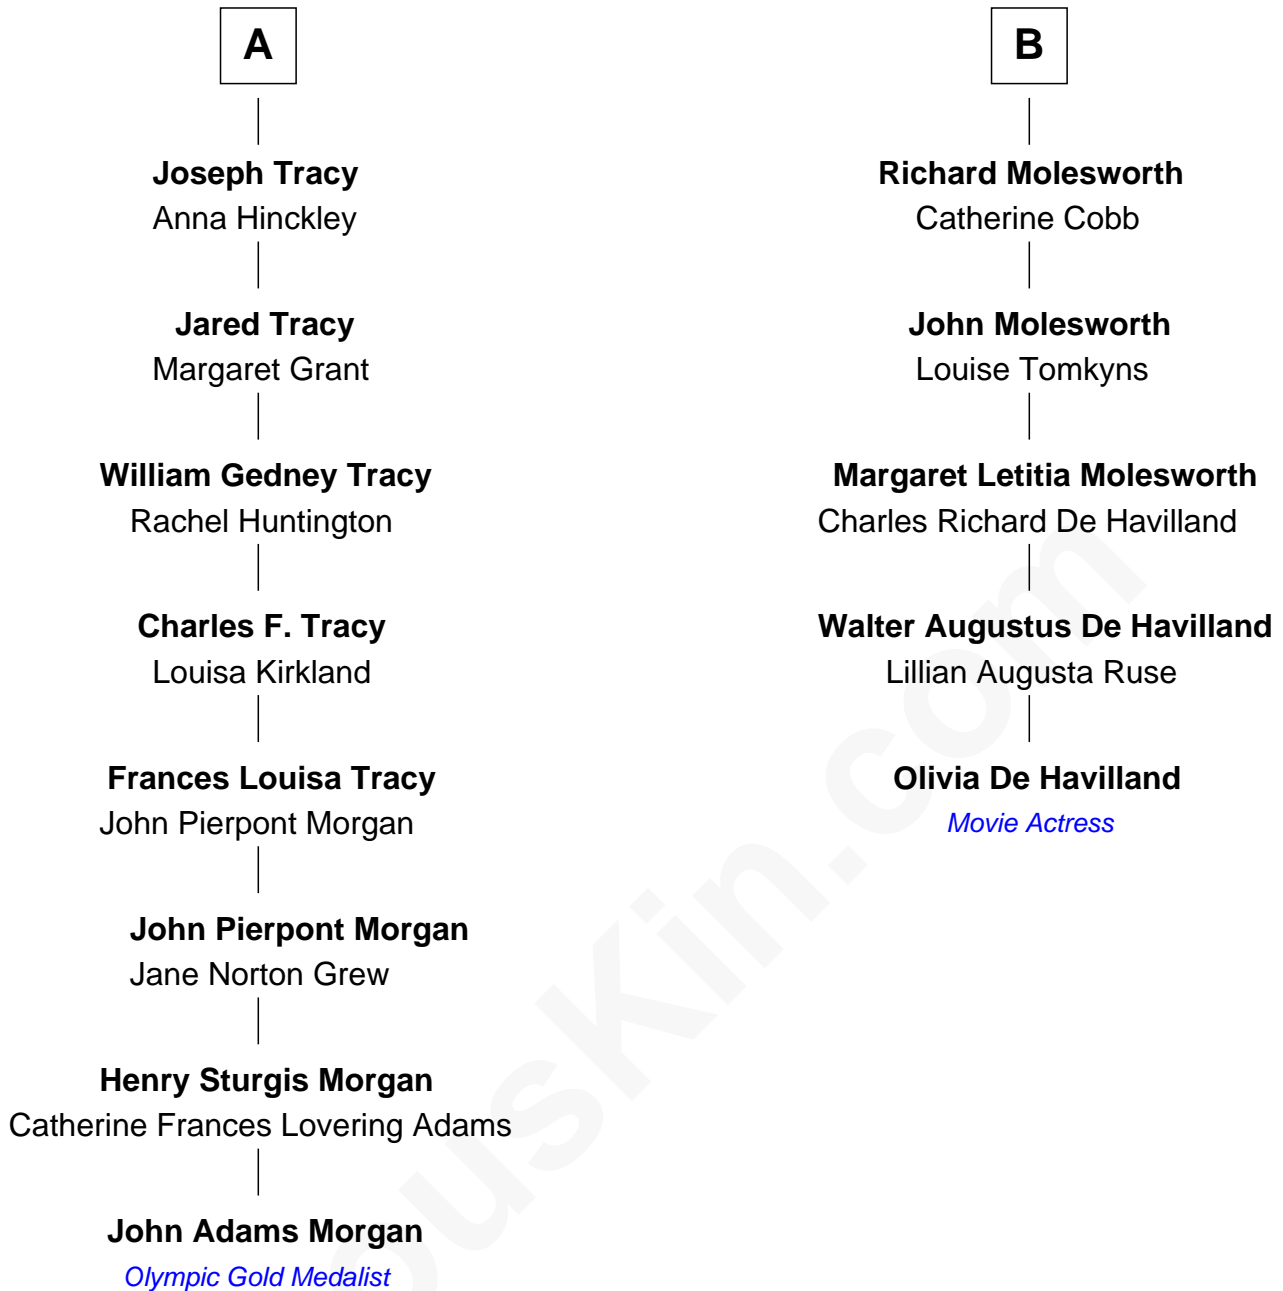 A
Joseph Tracy
Anna Hinckley
Jared Tracy
Margaret Grant
William Gedney Tracy
Rachel Huntington
Charles F. Tracy
Louisa Kirkland
Frances Louisa Tracy
John Pierpont Morgan
John Pierpont Morgan
Jane Norton Grew
Henry Sturgis Morgan
Catherine Frances Lovering Adams
John Adams Morgan
Olympic Gold Medalist
B
Richard Molesworth
Catherine Cobb
John Molesworth
Louise Tomkyns
Margaret Letitia Molesworth
Charles Richard De Havilland
Walter Augustus De Havilland
Lillian Augusta Ruse
Olivia De Havilland
Movie Actress
ousKin.com